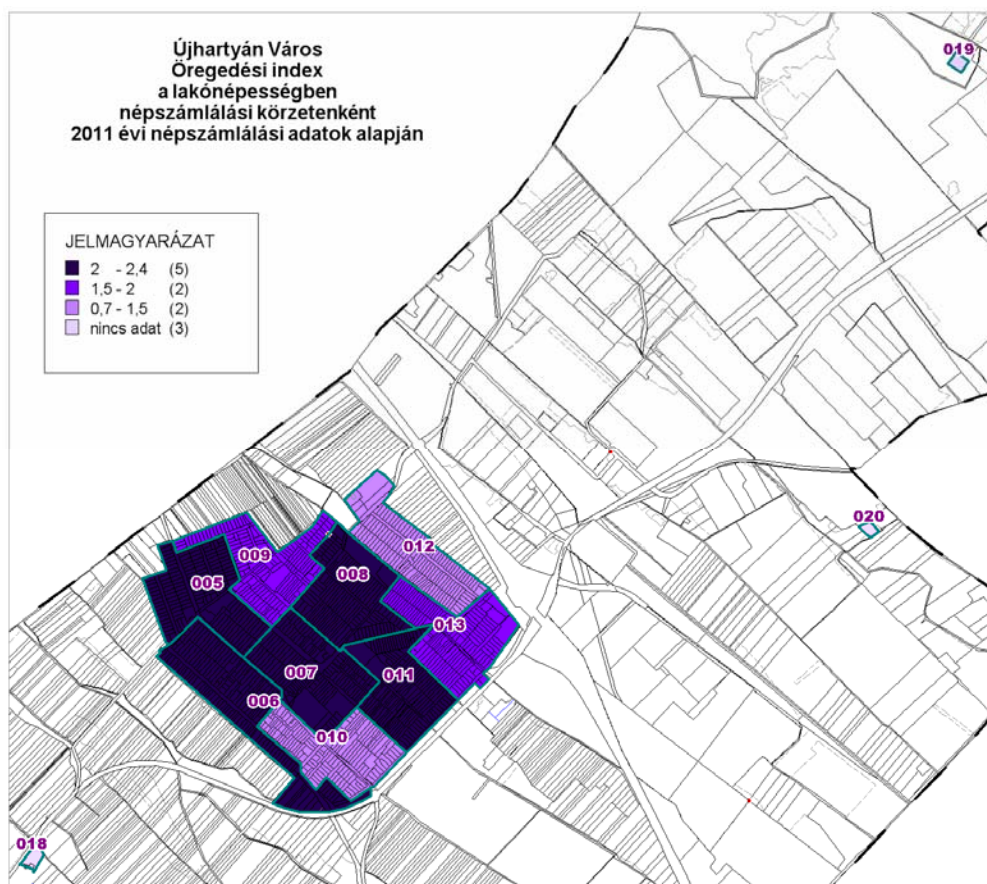 Újhartyán Város
Öregedési index
a lakónépességben
népszámlálási körzetenként
2011 évi népszámlálási adatok alapján
JELMAGYARÁZAT
2 - 2,4 (5)
1,5 - 2 (2)
0,7 - 1,5 (2)
nincs adat (3)
019
020
012
009
008
005
013
007
011
006
010
018